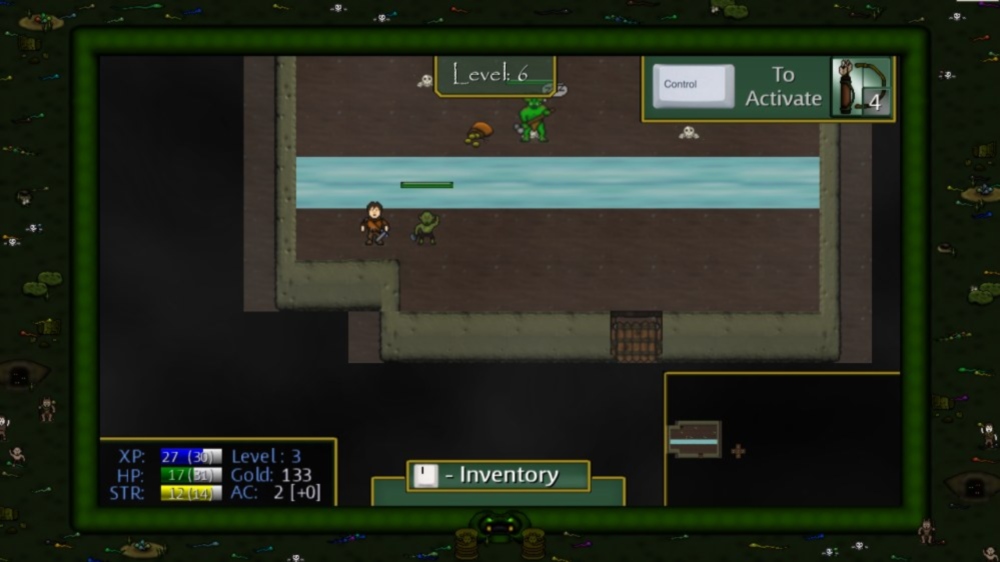 Level: 6
Control
To
Activate
4
XP: 27 (30) Level: 3
HP: 17(31) Gold: 133
STR: 12(14) AC: 2 [+0]
I - Inventory